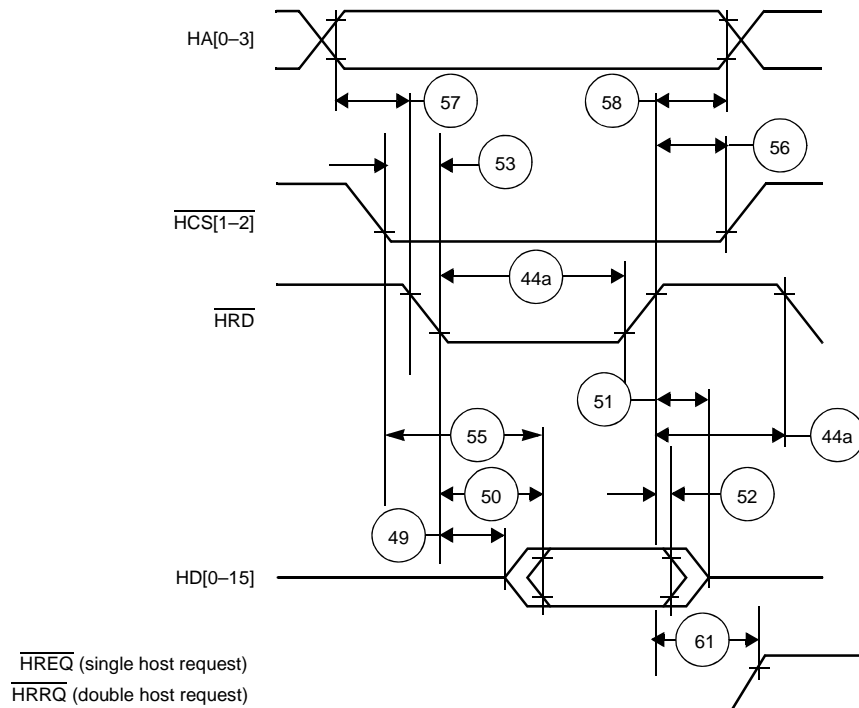 HA[0–3]
57
58
53
56
HCS[1–2]
44a
HRD
51
55
44a
50
52
49
HD[0–15]
61
HREQ (single host request)
HRRQ (double host request)